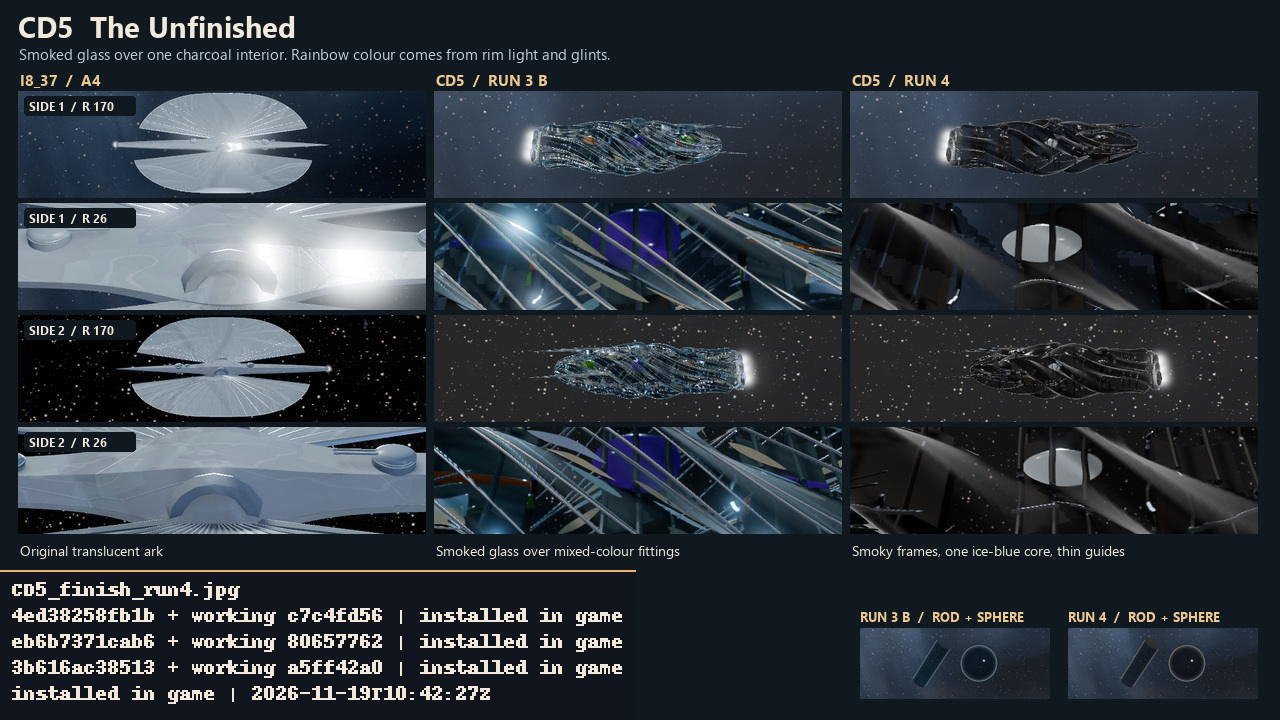 CD5 The Unfinished
Smoked glass over one charcoal interior. Rainbow colour comes from rim light and glints.
I8_37 / A4
CD5 / RUN 3 B
CD5 / RUN 4
SIDE 1 / R 170
SIDE 1 / R 26
SIDE 2 / R 170
SIDE 2 / R 26
Original translucent ark
Smoked glass over mixed-colour fittings
Smoky frames, one ice-blue core, thin guides
CD5_finish_run4.jpg
4ed38258fb1b + working c7c4fd56 | installed in game
eb6b7371cab6 + working 80657762 | installed in game
3b616ac38513 + working a5ff42a0 | installed in game
installed in game | 2026-11-19T10:42:27Z
RUN 3 B / ROD + SPHERE
RUN 4 / ROD + SPHERE